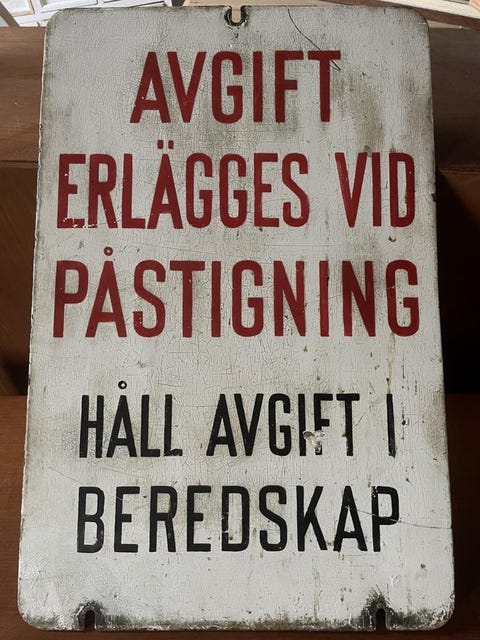 AVGIFT
ERLÄGGES VID
PÅSTIGNING
HÅLL AVGIFT I
BEREDSKAP